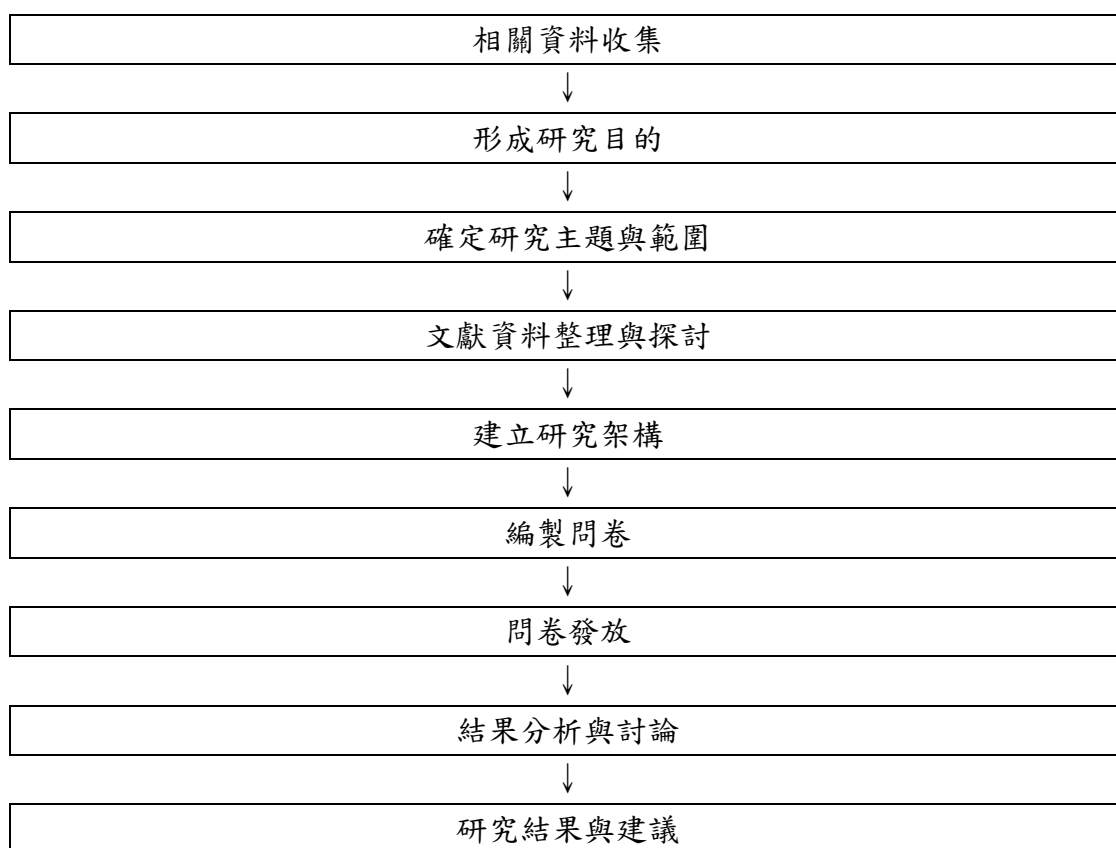 相關資料收集
↓
形成研究目的
↓
確定研究主題與範圍
↓
文獻資料整理與探討
↓
建立研究架構
↓
編製問卷
↓
問卷發放
↓
結果分析與討論
↓
研究結果與建議